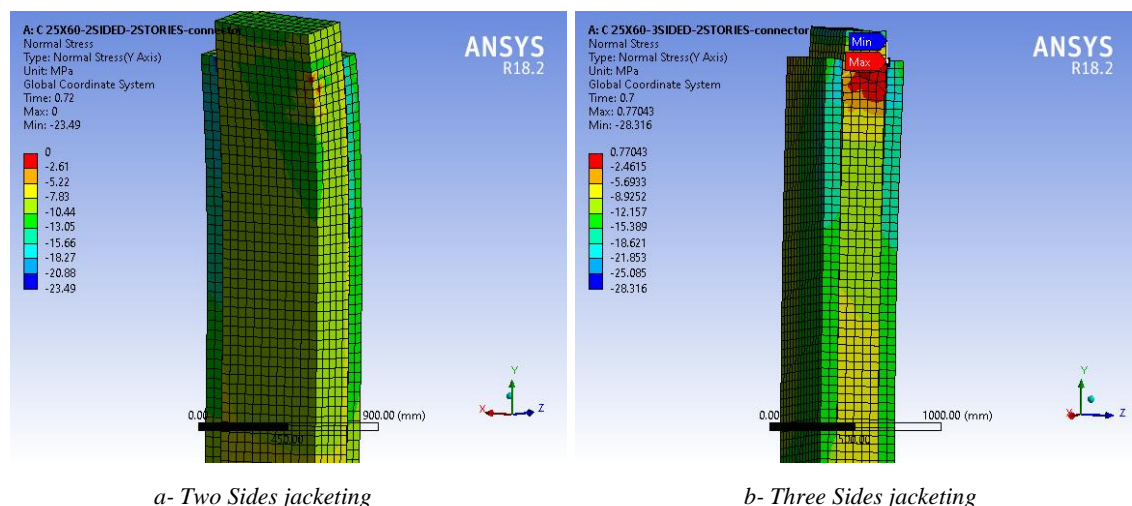 A: C 25X60-2SIDED-2STORIES-connector
Normal Stress
Type: Normal Stress(Y Axis)
Unit: MPa
Global Coordinate System
Time: 0.72
Max: 0
Min: -23.49
0
-2.61
-5.22
-7.83
-10.44
-13.05
-15.66
-18.27
-20.88
-23.49
ANSYS
R18.2
Y
X
Z
0.00
900.00 (mm)
450.00
a- Two Sides jacketing
A: C 25X60-3SIDED-2STORIES-connector
Normal Stress
Type: Normal Stress(Y Axis)
Unit: MPa
Global Coordinate System
Time: 0.7
Max: 0.77043
Min: -28.316
0.77043
-2.4615
-5.6933
-8.9252
-12.157
-15.389
-18.621
-21.853
-25.085
-28.316
Min
Max
ANSYS
R18.2
Y
X
Z
0.00
1000.00 (mm)
500.00
b- Three Sides jacketing